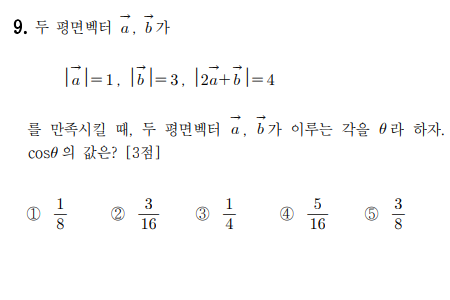 9. 두 평면벡터 $\vec{a}$, $\vec{b}$가
$|\vec{a}|=1$, $|\vec{b}|=3$, $|2\vec{a}+\vec{b}|=4$
를 만족시킬 때, 두 평면벡터 $\vec{a}$, $\vec{b}$가 이루는 각을 $\theta$라 하자.
$\cos\theta$의 값은? [3점]
① $\frac{1}{8}$ ② $\frac{3}{16}$ ③ $\frac{1}{4}$ ④ $\frac{5}{16}$ ⑤ $\frac{3}{8}$